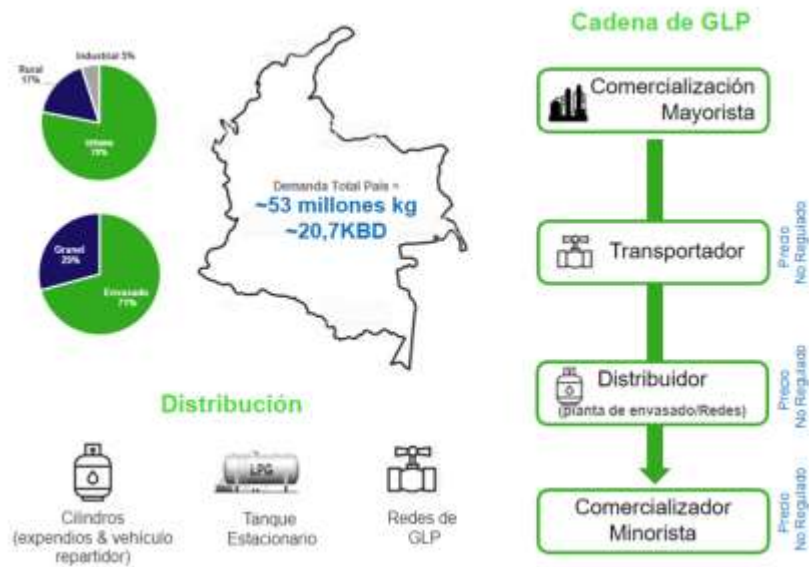 Industrial 5%
Rural
17%
Urbano
78%
Granel
29%
Envasado
71%
Demanda Total País =
~53 millones kg
~20,7KBD
Distribución
LPG
Cilindros
(expendios & vehículo
repartidor)
Tanque
Estacionario
Redes de
GLP
Cadena de GLP
Comercialización
Mayorista
Transportador
Precio
No Regulado
Distribuidor
(planta de envasado/Redes)
Precio
No Regulado
Comercializador
Minorista
Precio
No Regulado